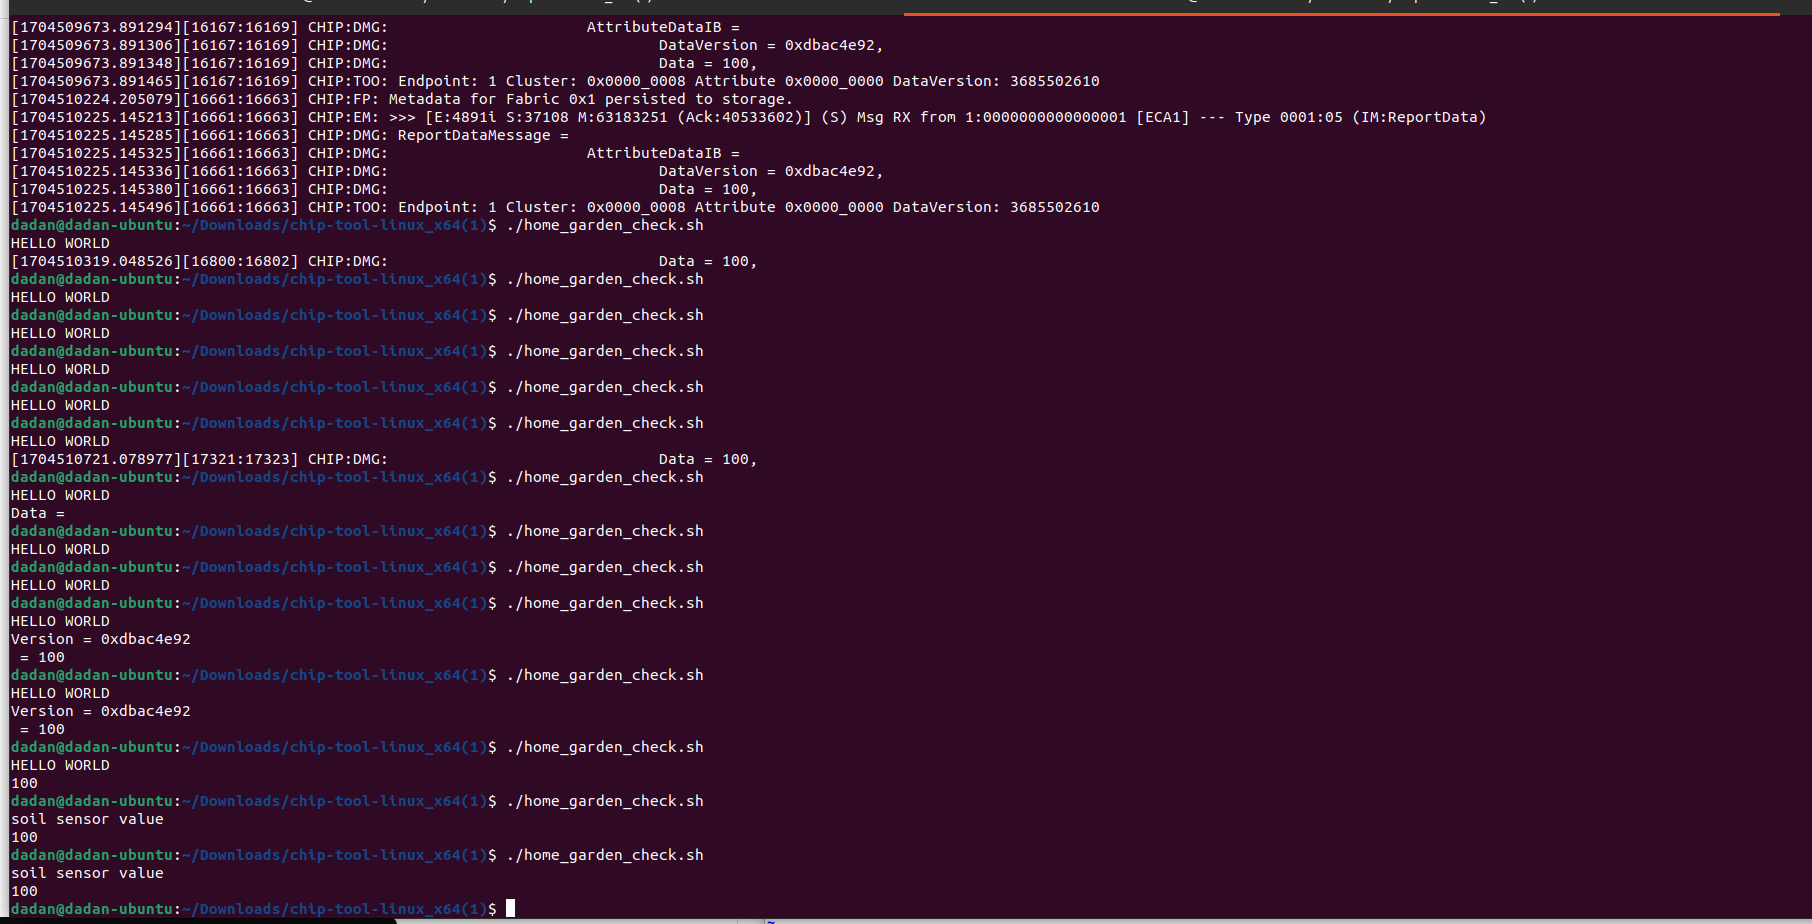 [1704509673.891294][16167:16169] CHIP:DMG: AttributeDataIB =
[1704509673.891306][16167:16169] CHIP:DMG: DataVersion = 0xdbac4e92,
[1704509673.891348][16167:16169] CHIP:DMG: Data = 100,
[1704509673.891465][16167:16169] CHIP:TOO: Endpoint: 1 Cluster: 0x0000_0008 Attribute 0x0000_0000 DataVersion: 3685502610
[1704510224.205079][16661:16663] CHIP:FP: Metadata for Fabric 0x1 persisted to storage.
[1704510225.145213][16661:16663] CHIP:EM: >>> [E:4891i S:37108 M:63183251 (Ack:40533602)] (S) Msg RX from 1:0000000000000001 [ECA1] --- Type 0001:05 (IM:ReportData)
[1704510225.145285][16661:16663] CHIP:DMG: ReportDataMessage =
[1704510225.145325][16661:16663] CHIP:DMG: AttributeDataIB =
[1704510225.145336][16661:16663] CHIP:DMG: DataVersion = 0xdbac4e92,
[1704510225.145380][16661:16663] CHIP:DMG: Data = 100,
[1704510225.145496][16661:16663] CHIP:TOO: Endpoint: 1 Cluster: 0x0000_0008 Attribute 0x0000_0000 DataVersion: 3685502610
dadan@dadan-ubuntu:~/Downloads/chip-tool-linux_x64(1)$ ./home_garden_check.sh
HELLO WORLD
[1704510319.048526][16800:16802] CHIP:DMG: Data = 100,
dadan@dadan-ubuntu:~/Downloads/chip-tool-linux_x64(1)$ ./home_garden_check.sh
HELLO WORLD
dadan@dadan-ubuntu:~/Downloads/chip-tool-linux_x64(1)$ ./home_garden_check.sh
HELLO WORLD
dadan@dadan-ubuntu:~/Downloads/chip-tool-linux_x64(1)$ ./home_garden_check.sh
HELLO WORLD
dadan@dadan-ubuntu:~/Downloads/chip-tool-linux_x64(1)$ ./home_garden_check.sh
HELLO WORLD
dadan@dadan-ubuntu:~/Downloads/chip-tool-linux_x64(1)$ ./home_garden_check.sh
HELLO WORLD
[1704510721.078977][17321:17323] CHIP:DMG: Data = 100,
dadan@dadan-ubuntu:~/Downloads/chip-tool-linux_x64(1)$ ./home_garden_check.sh
HELLO WORLD
Data =
dadan@dadan-ubuntu:~/Downloads/chip-tool-linux_x64(1)$ ./home_garden_check.sh
HELLO WORLD
dadan@dadan-ubuntu:~/Downloads/chip-tool-linux_x64(1)$ ./home_garden_check.sh
HELLO WORLD
dadan@dadan-ubuntu:~/Downloads/chip-tool-linux_x64(1)$ ./home_garden_check.sh
HELLO WORLD
Version = 0xdbac4e92
= 100
dadan@dadan-ubuntu:~/Downloads/chip-tool-linux_x64(1)$ ./home_garden_check.sh
HELLO WORLD
Version = 0xdbac4e92
= 100
dadan@dadan-ubuntu:~/Downloads/chip-tool-linux_x64(1)$ ./home_garden_check.sh
HELLO WORLD
100
dadan@dadan-ubuntu:~/Downloads/chip-tool-linux_x64(1)$ ./home_garden_check.sh
soil sensor value
100
dadan@dadan-ubuntu:~/Downloads/chip-tool-linux_x64(1)$ ./home_garden_check.sh
soil sensor value
100
dadan@dadan-ubuntu:~/Downloads/chip-tool-linux_x64(1)$